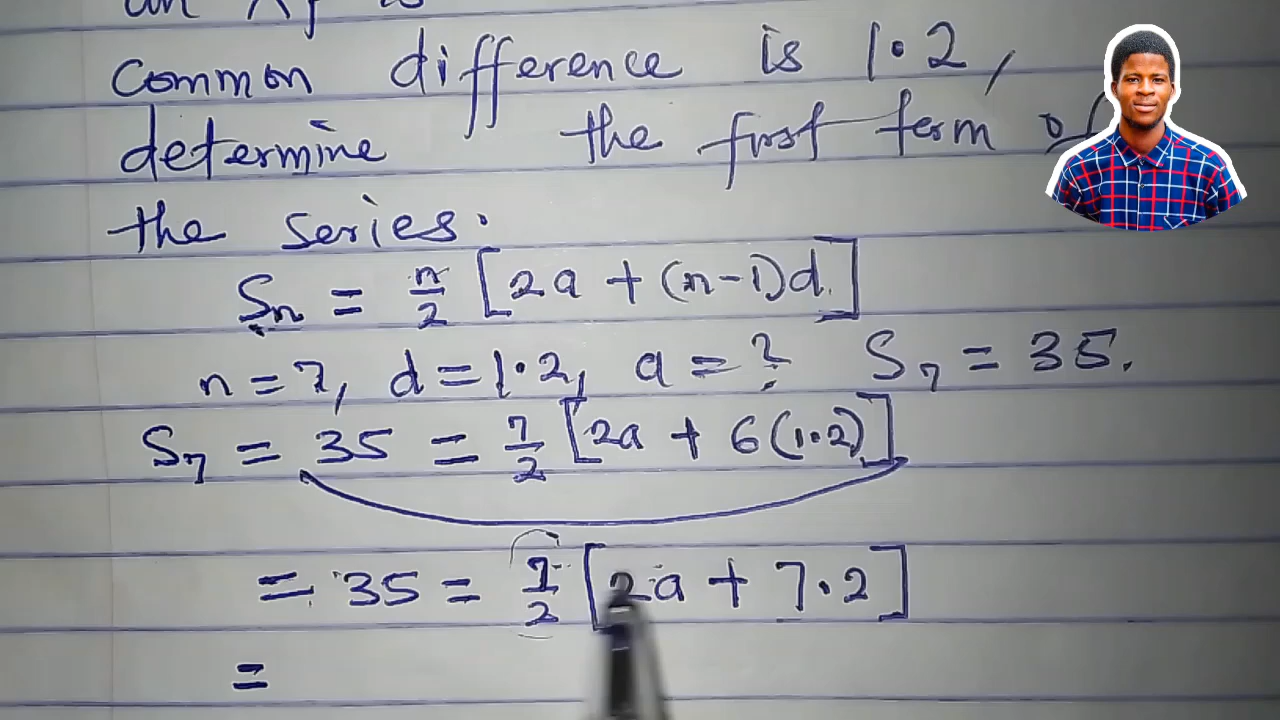 common difference is 1.2,
determine the first term of
the series.
Sn = n/2 [2a + (n-1)d]
n = 7, d = 1.2, a = ? S7 = 35.
S7 = 35 = 7/2 [2a + 6(1.2)]
= 35 = 7/2 [2a + 7.2]
=